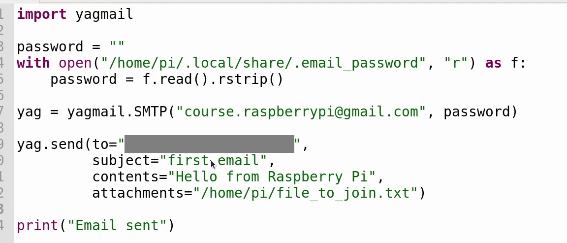 import yagmail
password = ""
with open("/home/pi/.local/share/.email_password", "r") as f:
    password = f.read().rstrip()
yag = yagmail.SMTP("course.raspberrypi@gmail.com", password)
yag.send(to="",
         subject="first email",
         contents="Hello from Raspberry Pi",
         attachments="/home/pi/file_to_join.txt")
print("Email sent")